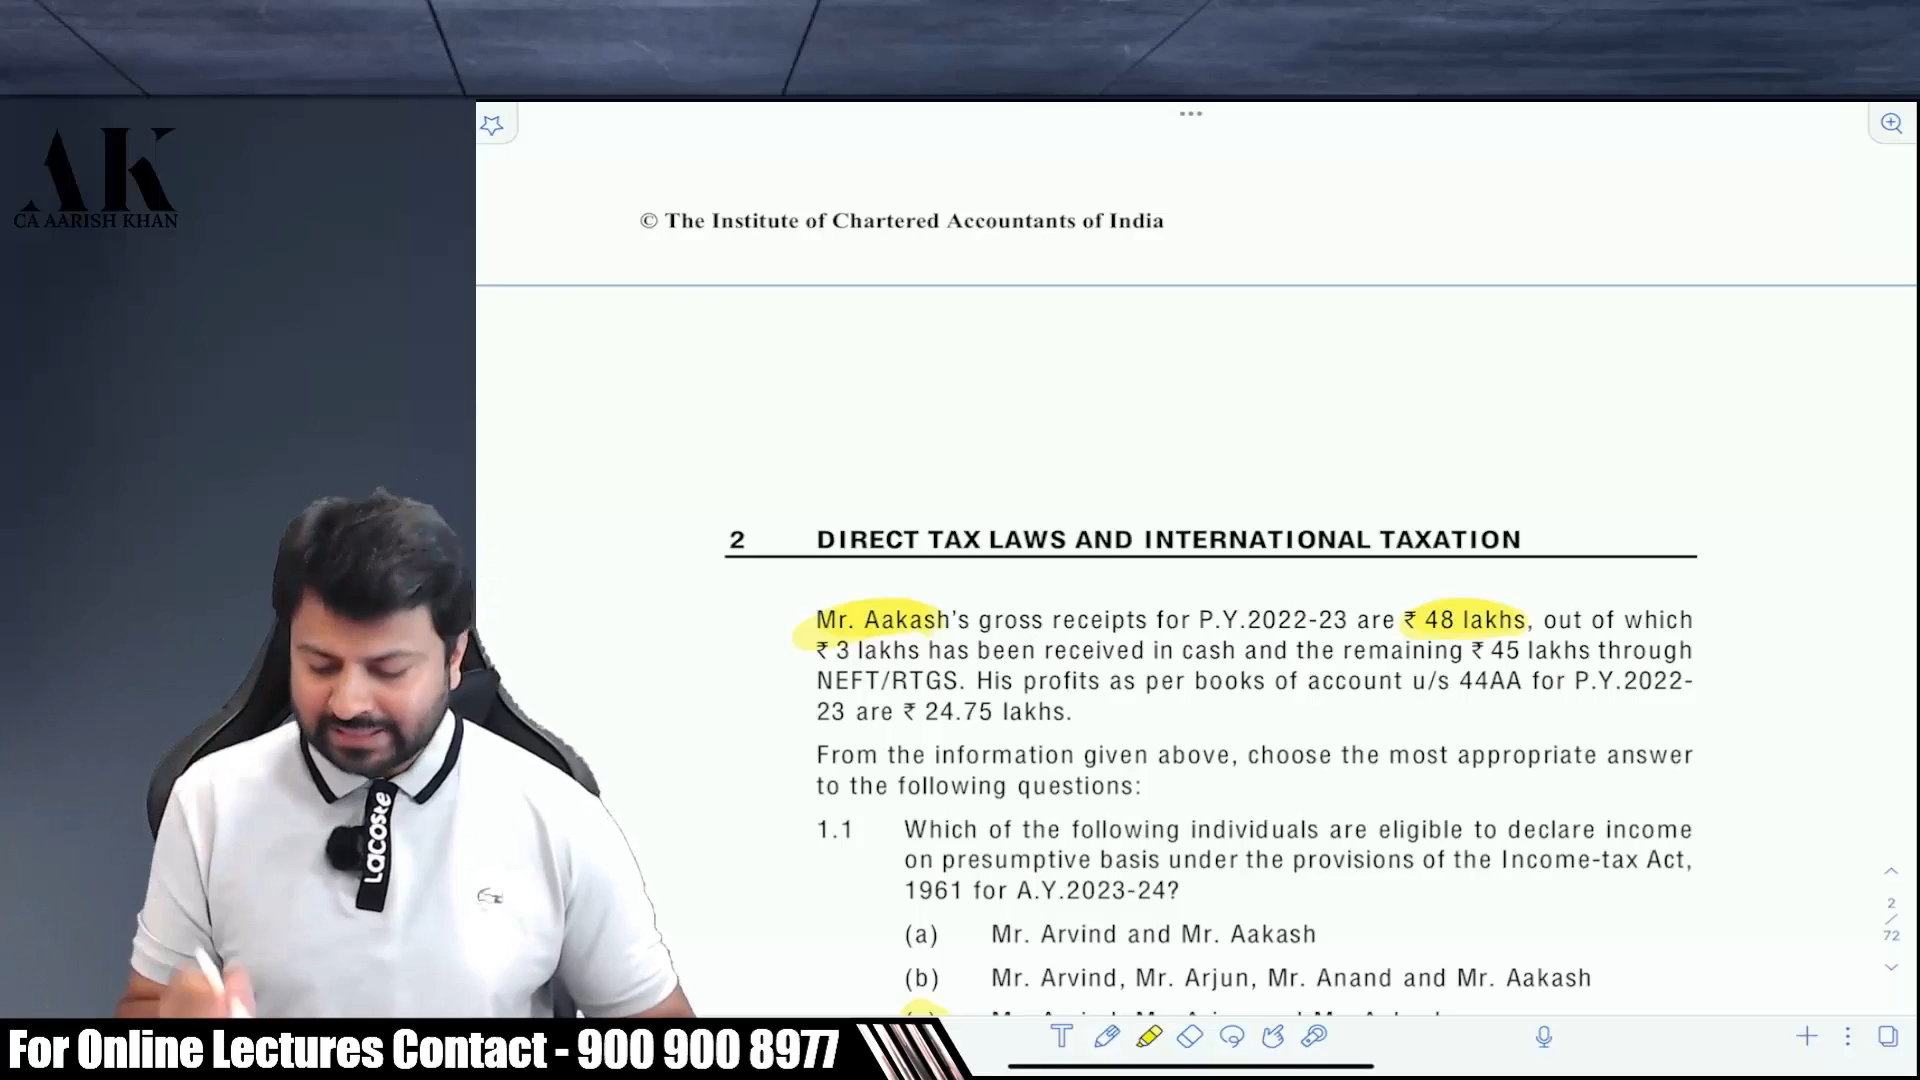 AK
CA AARISH KHAN
© The Institute of Chartered Accountants of India
2 DIRECT TAX LAWS AND INTERNATIONAL TAXATION
Mr. Aakash's gross receipts for P.Y.2022-23 are ₹ 48 lakhs, out of which
₹ 3 lakhs has been received in cash and the remaining ₹ 45 lakhs through
NEFT/RTGS. His profits as per books of account u/s 44AA for P.Y.2022-
23 are ₹ 24.75 lakhs.
From the information given above, choose the most appropriate answer
to the following questions:
1.1 Which of the following individuals are eligible to declare income
on presumptive basis under the provisions of the Income-tax Act,
1961 for A.Y.2023-24?
(a) Mr. Arvind and Mr. Aakash
(b) Mr. Arvind, Mr. Arjun, Mr. Anand and Mr. Aakash
2
/
72
Lacoste
For Online Lectures Contact - 900 900 8977